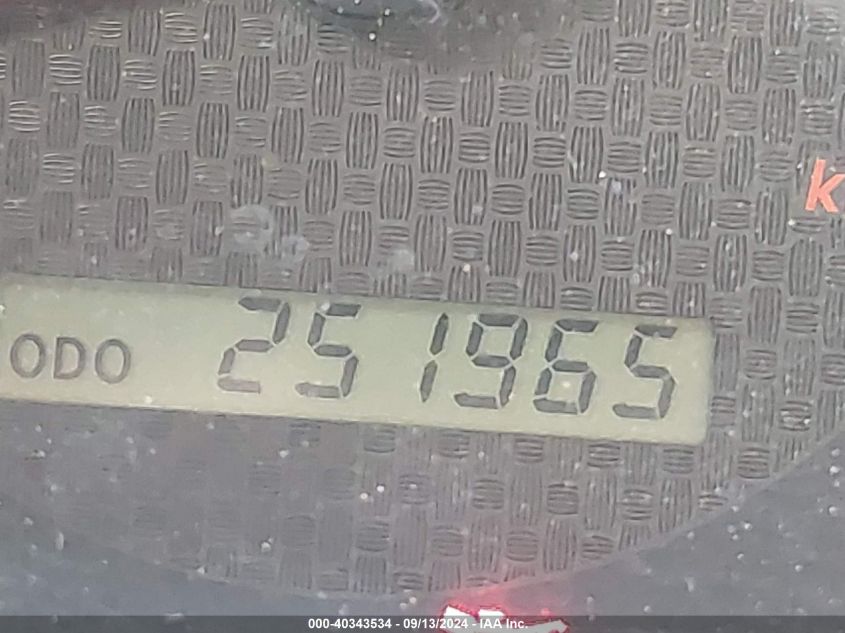 k
ODO 251965
000-40343534 - 09/13/2024 - IAA Inc.